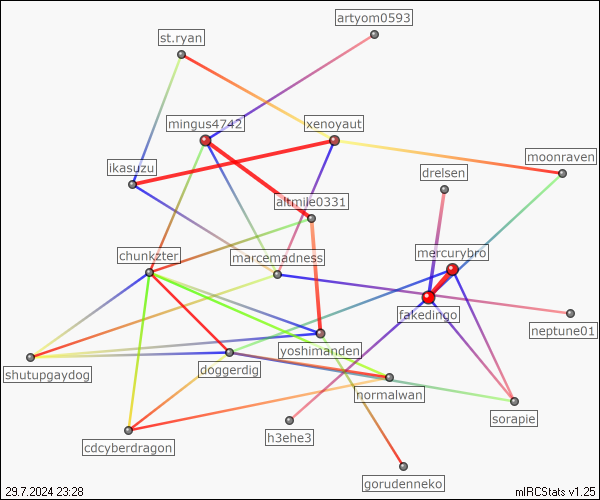 artyom0593
st.ryan
mingus4742
xenoyaut
ikasuzu
moonraven
drelsen
altmile0331
mercurybro
chunkzter
marcemadness
fakedingo
neptune01
yoshimanden
shutupgaydog
doggerdig
normalwan
sorapie
h3ehe3
cdcyberdragon
gorudenneko
29.7.2024 23:28
mIRCStats v1.25